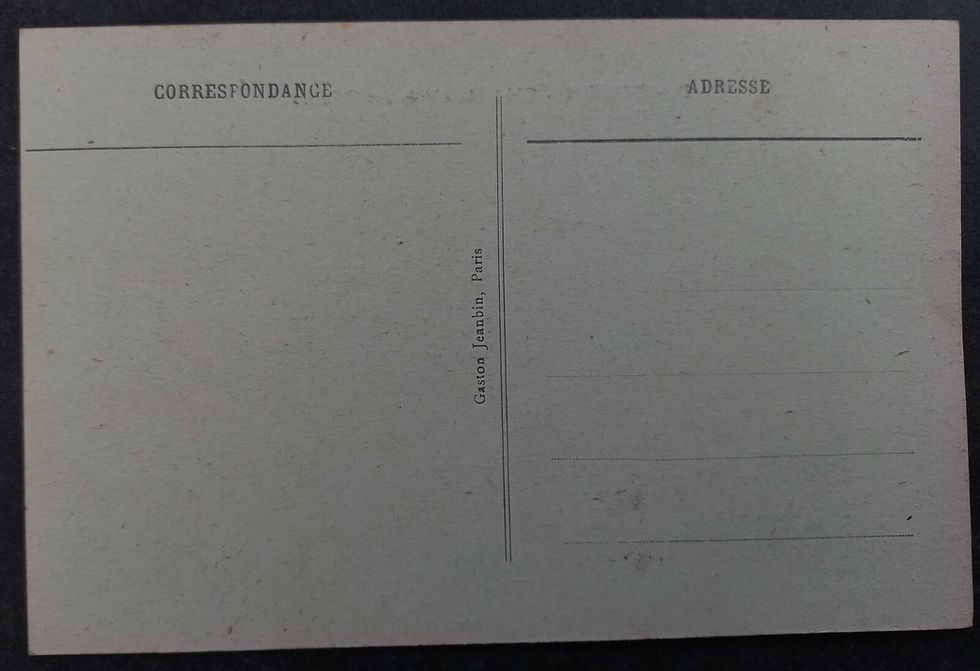 CORRESPONDANCE
ADRESSE
Gaston Jeanbin, Paris